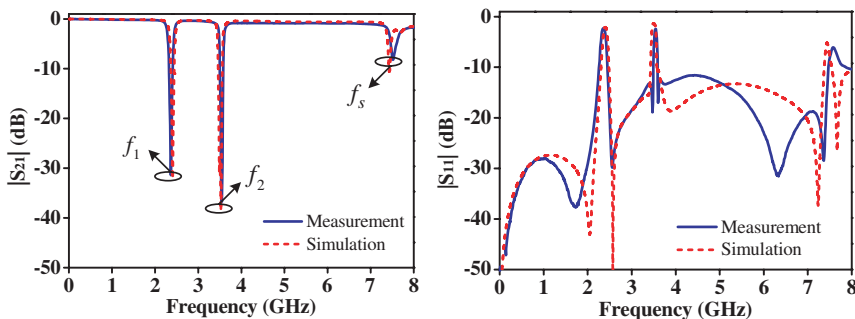 0
-10
-20
-30
-40
-50
|S21| (dB)
f1
f2
fs
Measurement
Simulation
0 1 2 3 4 5 6 7 8
Frequency (GHz)
0
-10
-20
-30
-40
-50
|S11| (dB)
Measurement
Simulation
0 1 2 3 4 5 6 7 8
Frequency (GHz)